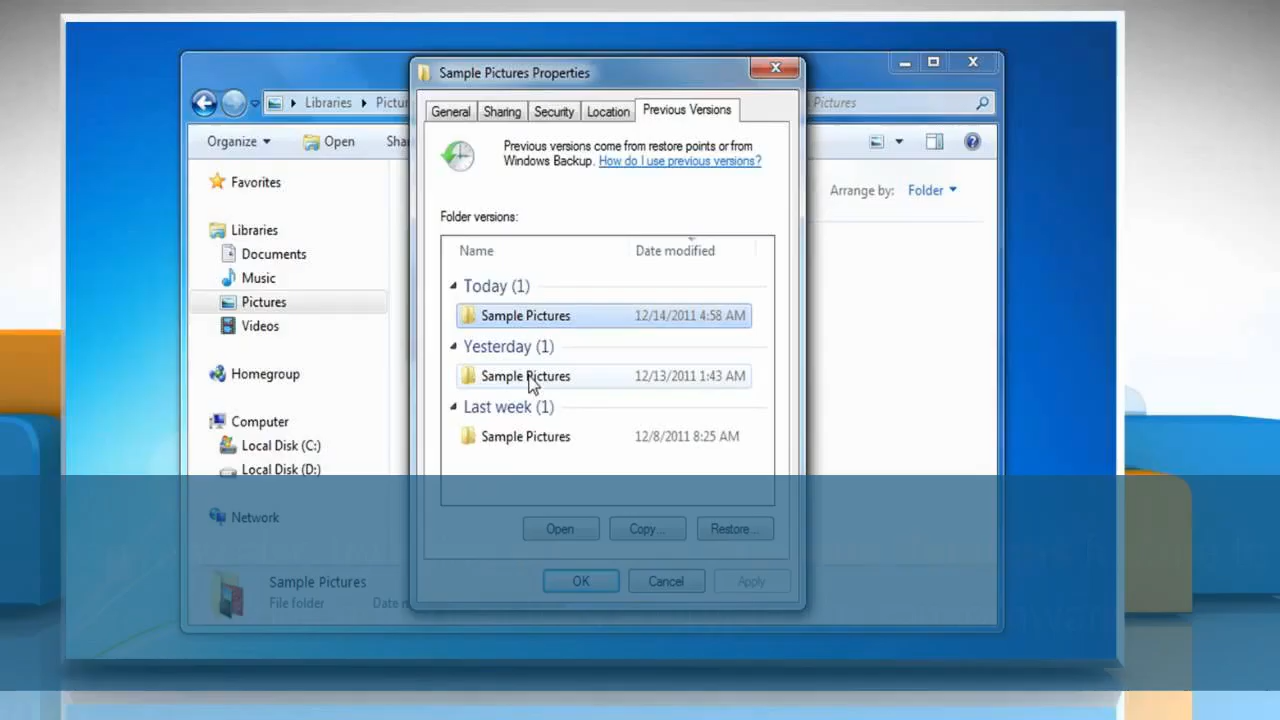 Sample Pictures Properties
Libraries
Pictur
Pictures
General
Sharing
Security
Location
Previous Versions
Organize
Open
Sha
Previous versions come from restore points or from
Windows Backup. How do I use previous versions?
Favorites
Libraries
Documents
Music
Pictures
Videos
Homegroup
Computer
Local Disk (C:)
Local Disk (D:)
Network
Arrange by: Folder
Folder versions:
Name Date modified
Today (1)
Sample Pictures 12/14/2011 4:58 AM
Yesterday (1)
Sample Pictures 12/13/2011 1:43 AM
Last week (1)
Sample Pictures 12/8/2011 8:25 AM
Open
Copy...
Restore...
OK
Cancel
Apply
Sample Pictures
File folder
Date